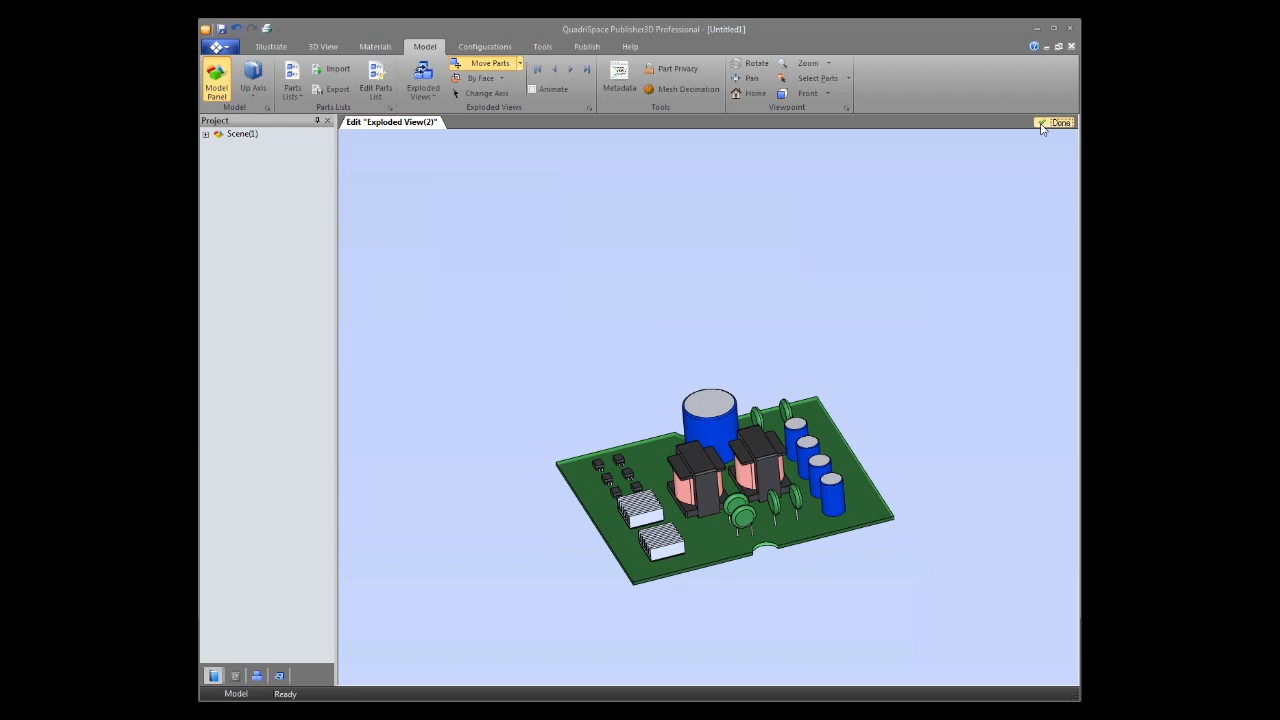 QuadriSpace Publisher3D Professional - [Untitled1]
Illustrate 3D View Materials Model Configurations Tools Publish Help
Model Panel
Up Axis
Model
Parts Lists
Import
Export
Edit Parts List
Parts Lists
Exploded Views
Move Parts
By Face
Change Axis
Animate
Exploded Views
Metadata
Part Privacy
Mesh Decimation
Tools
Rotate
Pan
Home
Zoom
Select Parts
Front
Viewpoint
Project
Edit "Exploded View(2)"
Done
Scene(1)
Model Ready